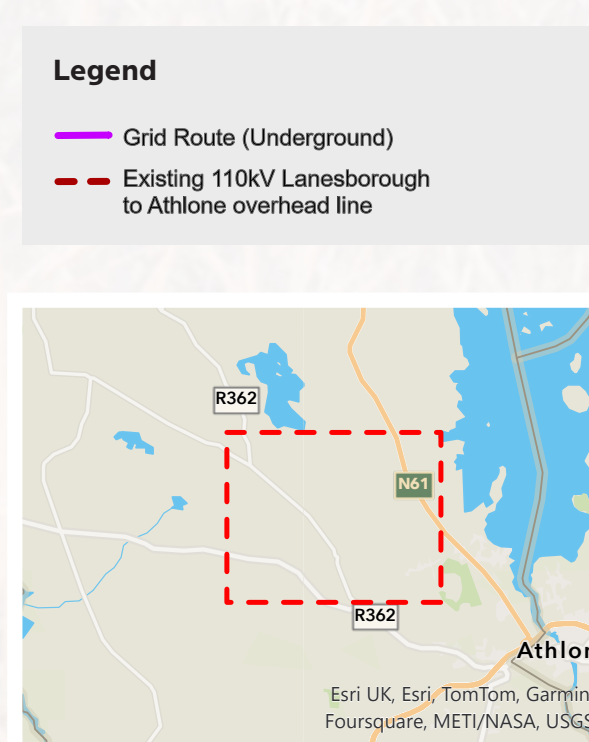 Legend
Grid Route (Underground)
Existing 110kV Lanesborough
to Athlone overhead line
R362
N61
R362
Athlon
Esri UK, Esri, TomTom, Garmin
Foursquare, METI/NASA, USGS